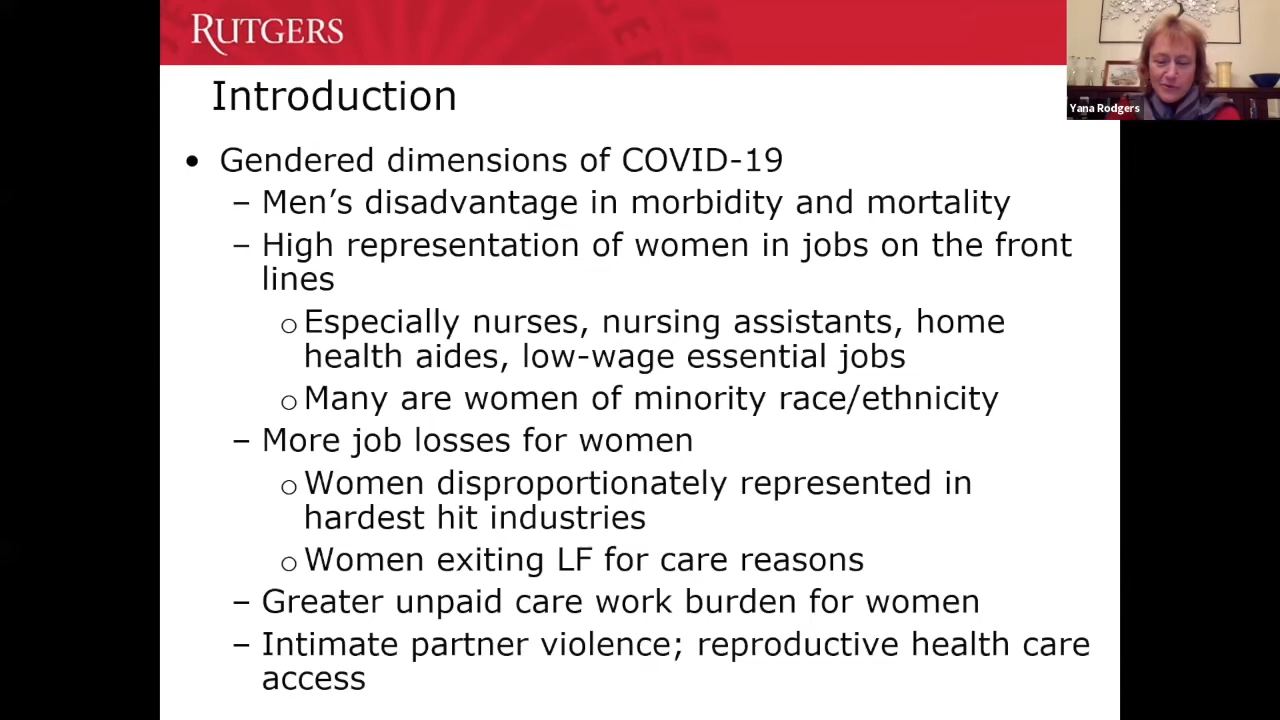 RUTGERS
Yana Rodgers
Introduction
• Gendered dimensions of COVID-19
– Men’s disadvantage in morbidity and mortality
– High representation of women in jobs on the front
lines
o Especially nurses, nursing assistants, home
health aides, low-wage essential jobs
o Many are women of minority race/ethnicity
– More job losses for women
o Women disproportionately represented in
hardest hit industries
o Women exiting LF for care reasons
– Greater unpaid care work burden for women
– Intimate partner violence; reproductive health care
access